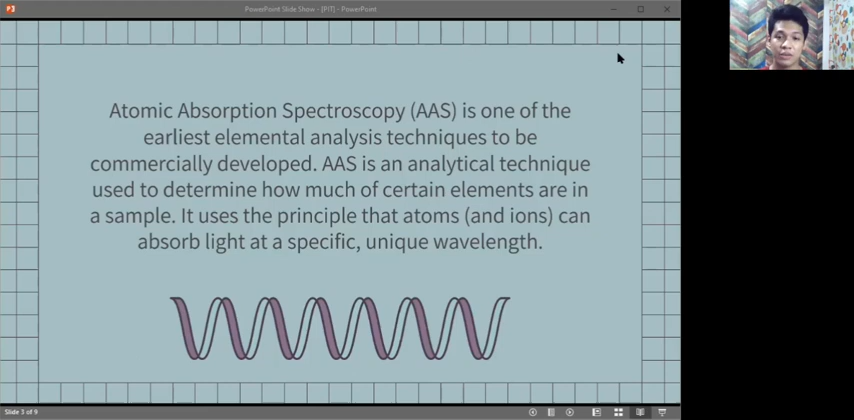 PowerPoint Slide Show - [PIT] - PowerPoint
Atomic Absorption Spectroscopy (AAS) is one of the
earliest elemental analysis techniques to be
commercially developed. AAS is an analytical technique
used to determine how much of certain elements are in
a sample. It uses the principle that atoms (and ions) can
absorb light at a specific, unique wavelength.
Slide 3 of 9